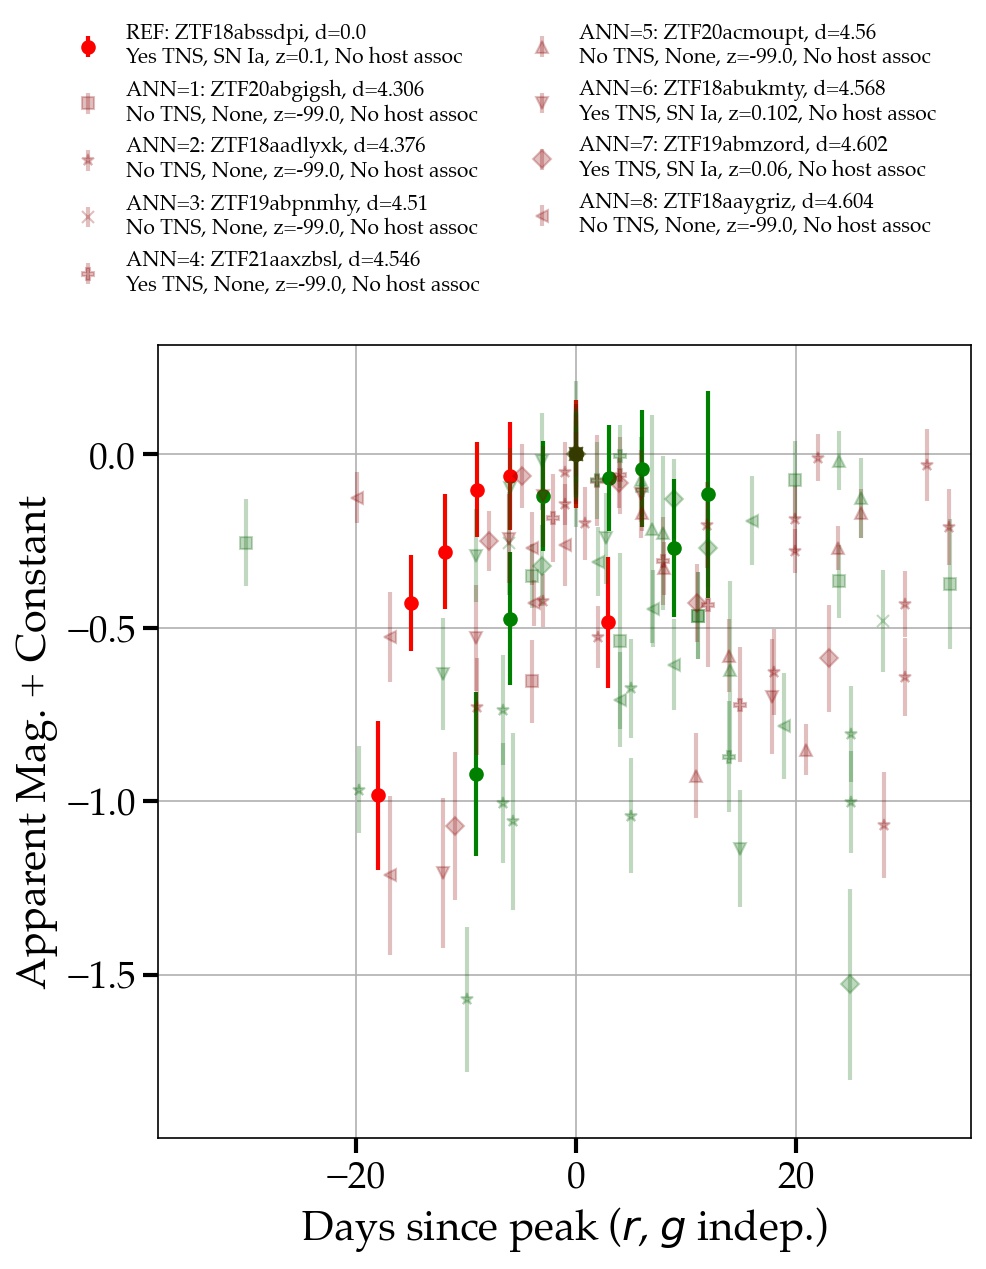 REF: ZTF18abssdpi, d=0.0
Yes TNS, SN Ia, z=0.1, No host assoc
ANN=1: ZTF20abgigsh, d=4.306
No TNS, None, z=-99.0, No host assoc
ANN=2: ZTF18aadlyxk, d=4.376
No TNS, None, z=-99.0, No host assoc
ANN=3: ZTF19abpnmhy, d=4.51
No TNS, None, z=-99.0, No host assoc
ANN=4: ZTF21aaxzbsl, d=4.546
Yes TNS, None, z=-99.0, No host assoc
ANN=5: ZTF20acmoupt, d=4.56
No TNS, None, z=-99.0, No host assoc
ANN=6: ZTF18abukmty, d=4.568
Yes TNS, SN Ia, z=0.102, No host assoc
ANN=7: ZTF19abmzord, d=4.602
Yes TNS, SN Ia, z=0.06, No host assoc
ANN=8: ZTF18aaygriz, d=4.604
No TNS, None, z=-99.0, No host assoc
Apparent Mag. + Constant
0.0
−0.5
−1.0
−1.5
−20
0
20
Days since peak (r, g indep.)